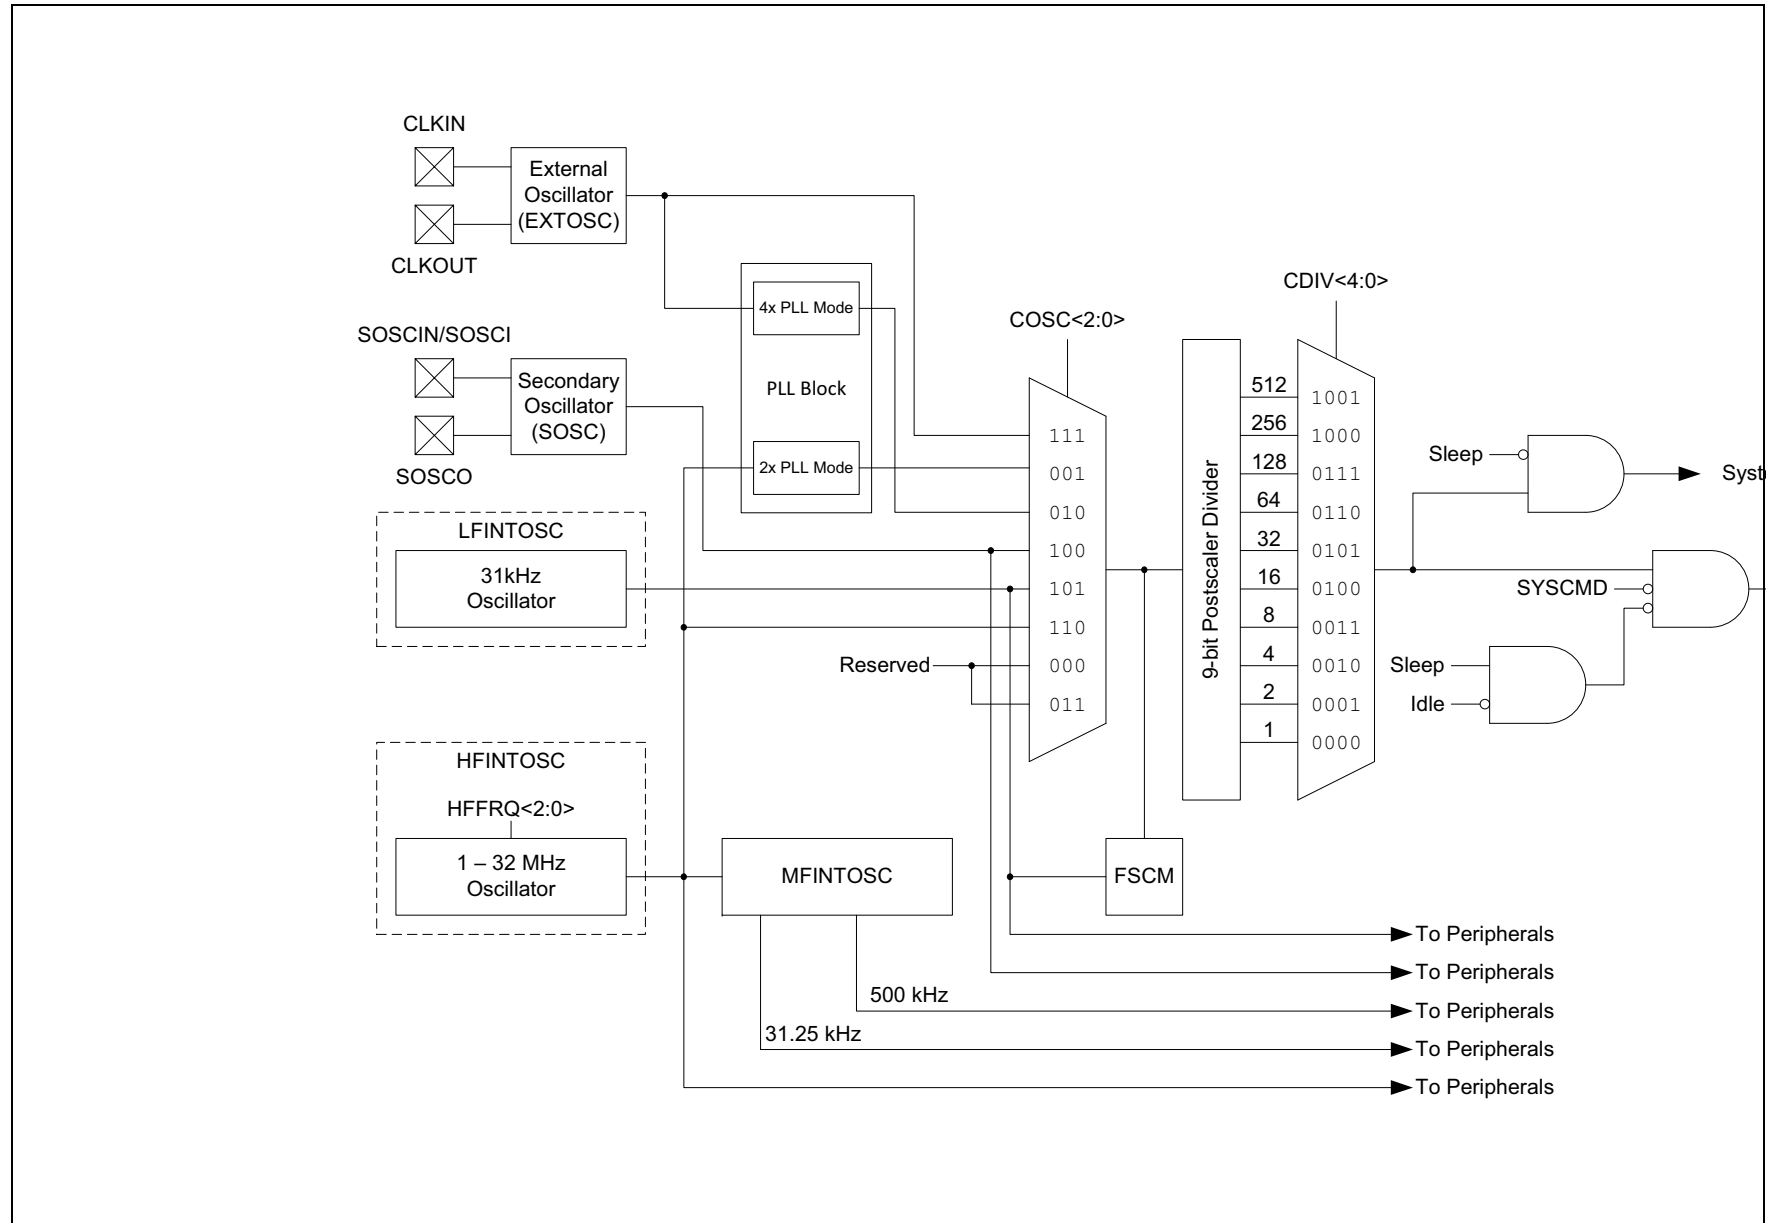 CLKIN
External
Oscillator
(EXTOSC)
CLKOUT
4x PLL Mode
PLL Block
2x PLL Mode
SOSCIN/SOSCI
Secondary
Oscillator
(SOSC)
SOSCO
LFINTOSC
31kHz
Oscillator
HFINTOSC
HFFRQ<2:0>
1 – 32 MHz
Oscillator
MFINTOSC
Reserved
COSC<2:0>
111
001
010
100
101
110
000
011
FSCM
9-bit Postscaler Divider
512
256
128
64
32
16
8
4
2
1
CDIV<4:0>
1001
1000
0111
0110
0101
0100
0011
0010
0001
0000
Sleep
Syst
SYSCMD
Sleep
Idle
To Peripherals
To Peripherals
500 kHz
To Peripherals
31.25 kHz
To Peripherals
To Peripherals